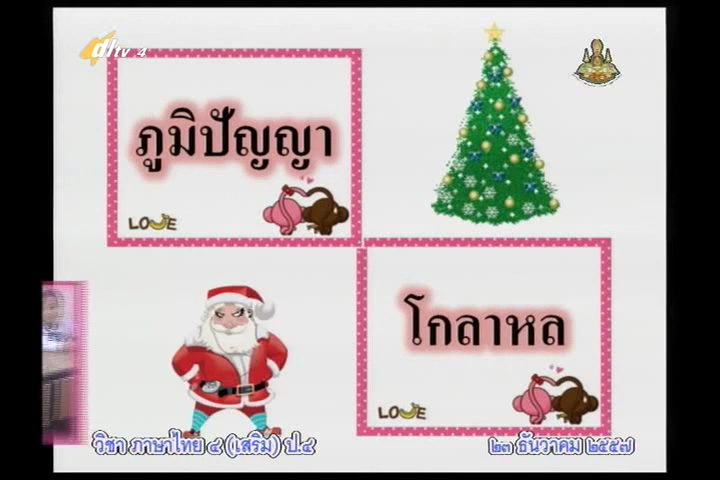 dltv 4
ภูมิปัญญา
LOVE
โกลาหล
LOVE
วิชา ภาษาไทย ๔ (เสริม) ป.๔
๒๓ ธันวาคม ๒๕๕๗